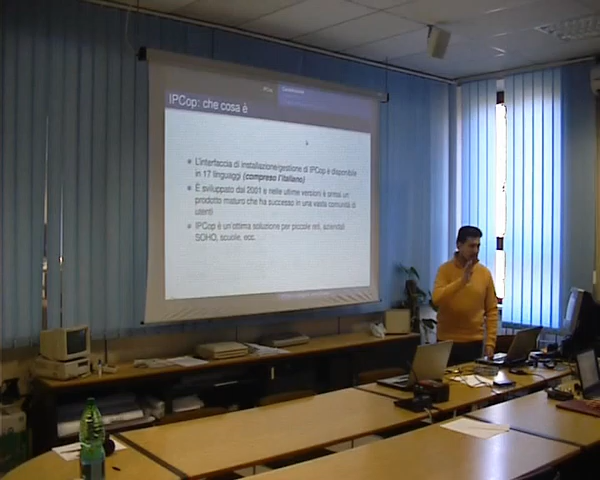 IPCop: che cosa è
L'interfaccia di installazione/gestione di IPCop è disponibile
in 17 linguaggi (compreso l'italiano)
È sviluppato dal 2001 e nelle ultime versioni è ormai un
prodotto maturo che ha successo in una vasta comunità di
utenti
IPCop è un'ottima soluzione per piccole reti, aziendali,
SOHO, scuole, ecc.